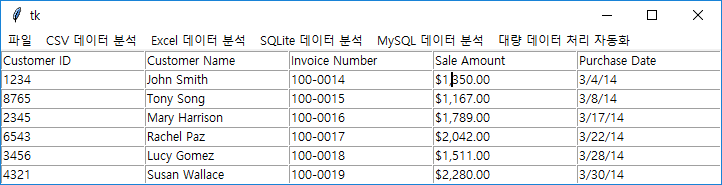 tk
파일 CSV 데이터 분석 Excel 데이터 분석 SQLite 데이터 분석 MySQL 데이터 분석 대량 데이터 처리 자동화
Customer ID Customer Name Invoice Number Sale Amount Purchase Date
1234 John Smith 100-0014 $1,350.00 3/4/14
8765 Tony Song 100-0015 $1,167.00 3/8/14
2345 Mary Harrison 100-0016 $1,789.00 3/17/14
6543 Rachel Paz 100-0017 $2,042.00 3/22/14
3456 Lucy Gomez 100-0018 $1,511.00 3/28/14
4321 Susan Wallace 100-0019 $2,280.00 3/30/14